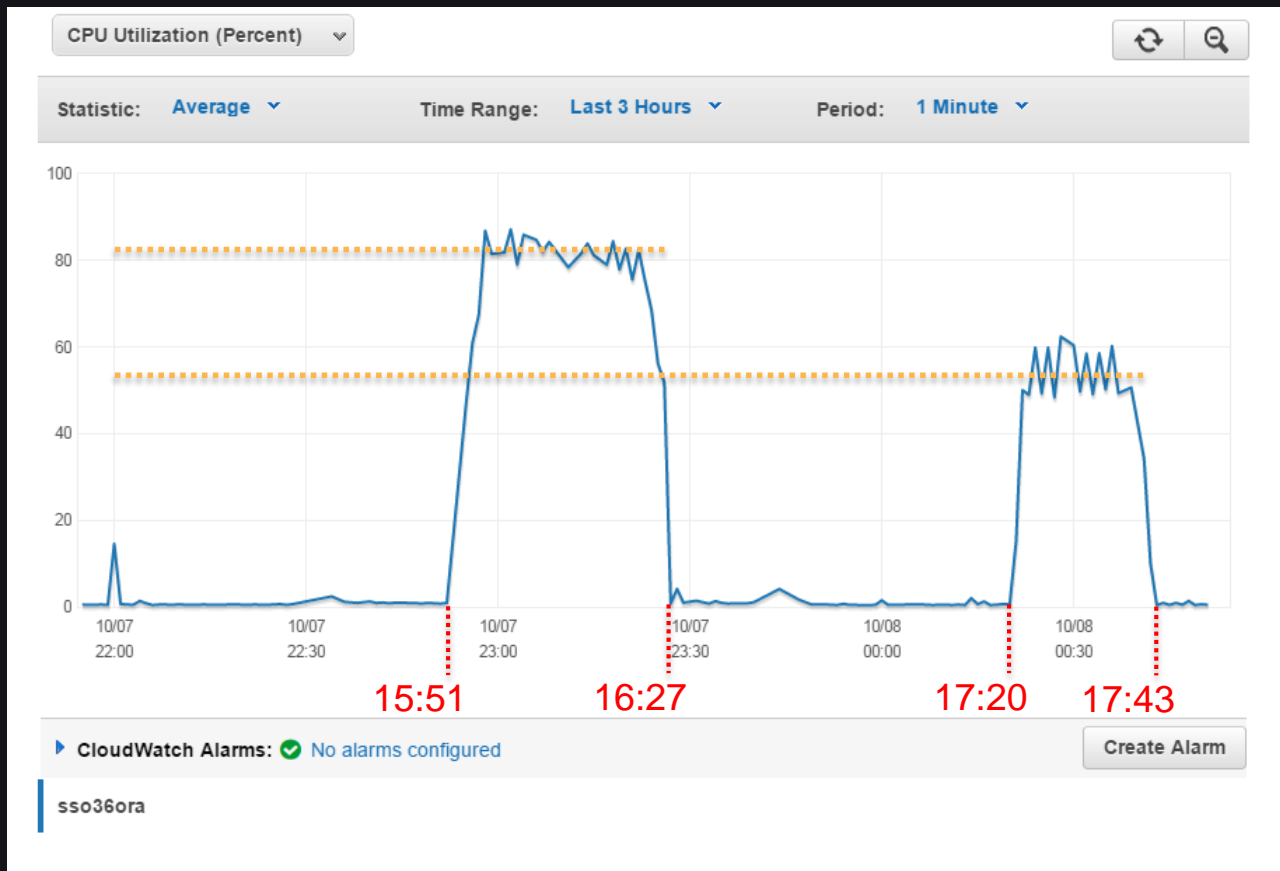 CPU Utilization (Percent)
Statistic: Average Time Range: Last 3 Hours Period: 1 Minute
100
80
60
40
20
0
10/07 10/07 10/07 10/07 10/08 10/08
22:00 22:30 23:00 23:30 00:00 00:30
15:51 16:27 17:20 17:43
CloudWatch Alarms: No alarms configured Create Alarm
sso36ora